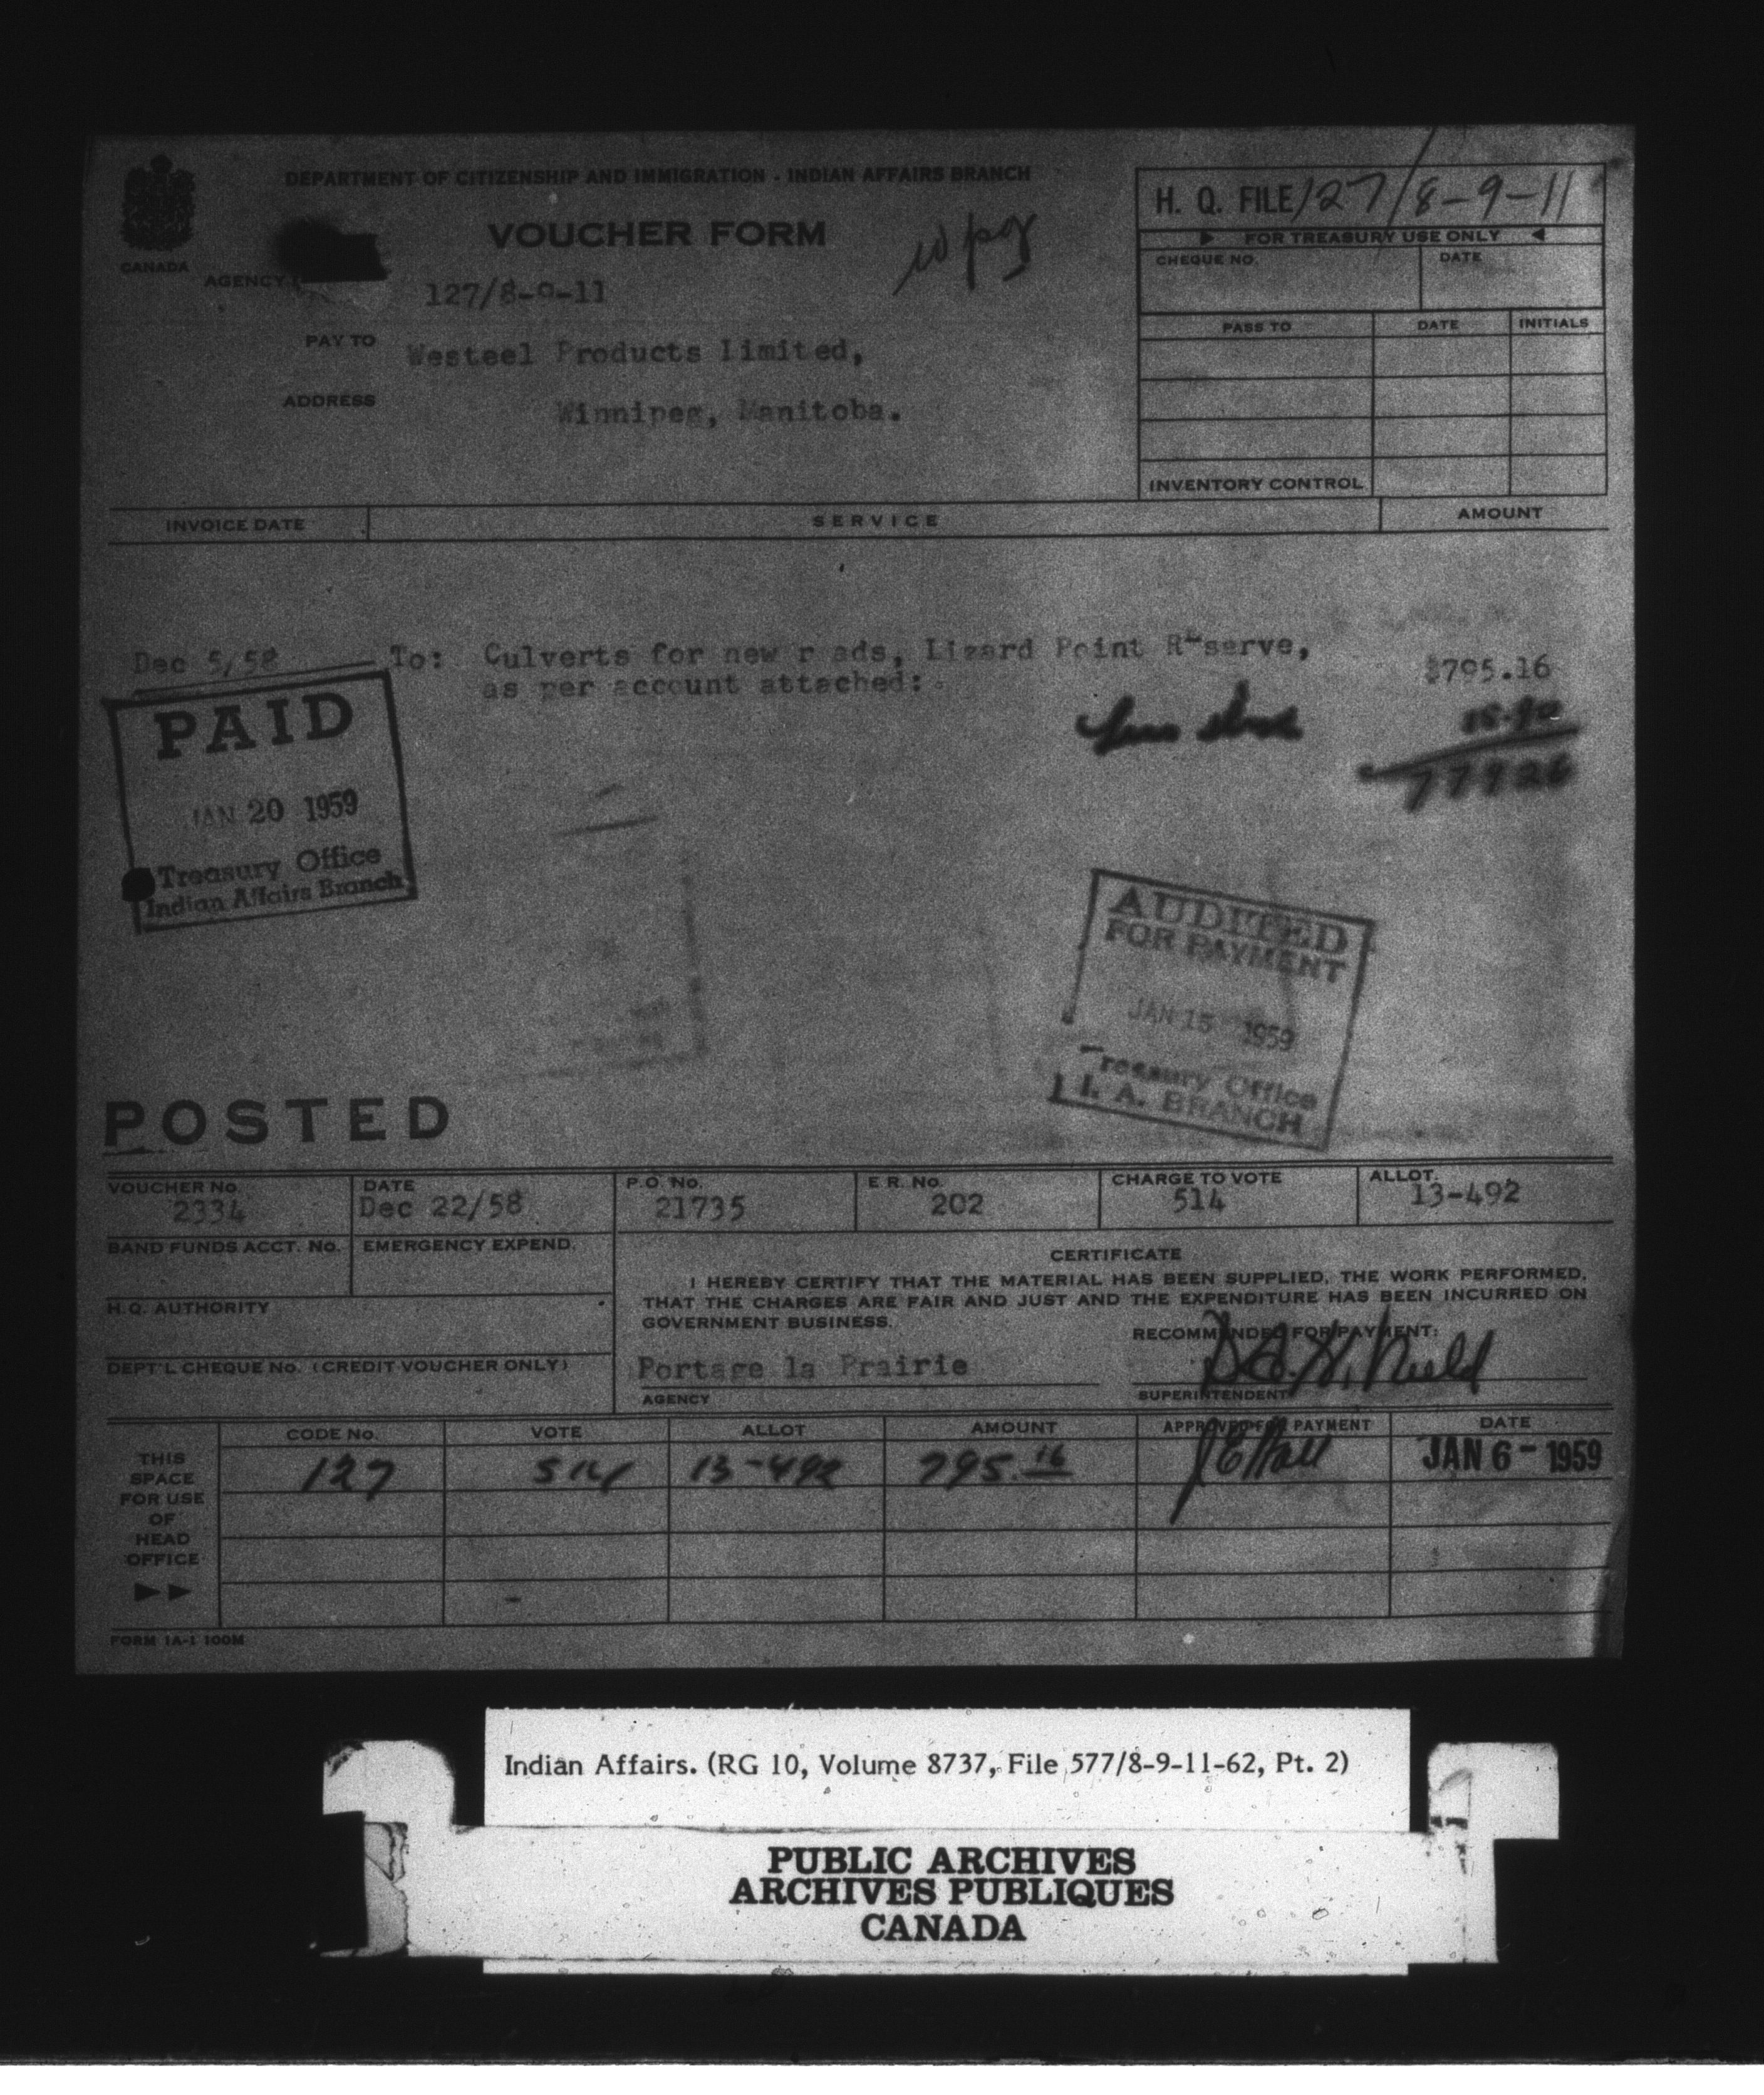 DEPARTMENT OF CITIZENSHIP AND IMMIGRATION - INDIAN AFFAIRS BRANCH
VOUCHER FORM
CANADA
AGENCY
127/8-9-11
H. Q. FILE 127/8-9-11
FOR TREASURY USE ONLY
CHEQUE NO. DATE
PASS TO DATE INITIALS
INVENTORY CONTROL
PAY TO Westeel Products Limited,
ADDRESS Winnipeg, Manitoba.
INVOICE DATE SERVICE AMOUNT
Dec 5/58 To: Culverts for new r ads, Lizard Point Reserve, $795.16
as per account attached:
15.90
779 26
PAID
JAN 20 1959
Treasury Office
Indian Affairs Branch
AUDITED
FOR PAYMENT
JAN 15 1959
Treasury Office
I. A. BRANCH
POSTED
VOUCHER No. 2334
DATE Dec 22/58
P.O. No. 21735
E R. No. 202
CHARGE TO VOTE 514
ALLOT. 13-492
BAND FUNDS ACCT. No. EMERGENCY EXPEND.
H.Q. AUTHORITY
DEPT'L CHEQUE No. (CREDIT VOUCHER ONLY)
CERTIFICATE
I HEREBY CERTIFY THAT THE MATERIAL HAS BEEN SUPPLIED, THE WORK PERFORMED,
THAT THE CHARGES ARE FAIR AND JUST AND THE EXPENDITURE HAS BEEN INCURRED ON
GOVERNMENT BUSINESS.
RECOMMENDED FOR PAYMENT:
Portage la Prairie
AGENCY
SUPERINTENDENT
THIS
SPACE
FOR USE
OF
HEAD
OFFICE
CODE No. VOTE ALLOT AMOUNT APPROVED FOR PAYMENT DATE
127 514 13-492 795.16 JAN 6 - 1959
FORM 1A-1 100M
Indian Affairs. (RG 10, Volume 8737, File 577/8-9-11-62, Pt. 2)
PUBLIC ARCHIVES
ARCHIVES PUBLIQUES
CANADA